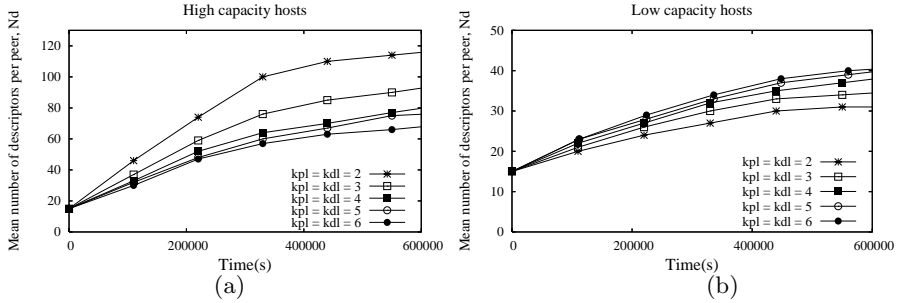 High capacity hosts
Mean number of descriptors per peer, Nd
120
100
80
60
40
20
0
kpl = kdl = 2
kpl = kdl = 3
kpl = kdl = 4
kpl = kdl = 5
kpl = kdl = 6
0 200000 400000 600000
Time(s)
(a)
Low capacity hosts
Mean number of descriptors per peer, Nd
50
40
30
20
10
0
kpl = kdl = 2
kpl = kdl = 3
kpl = kdl = 4
kpl = kdl = 5
kpl = kdl = 6
0 200000 400000 600000
Time(s)
(b)